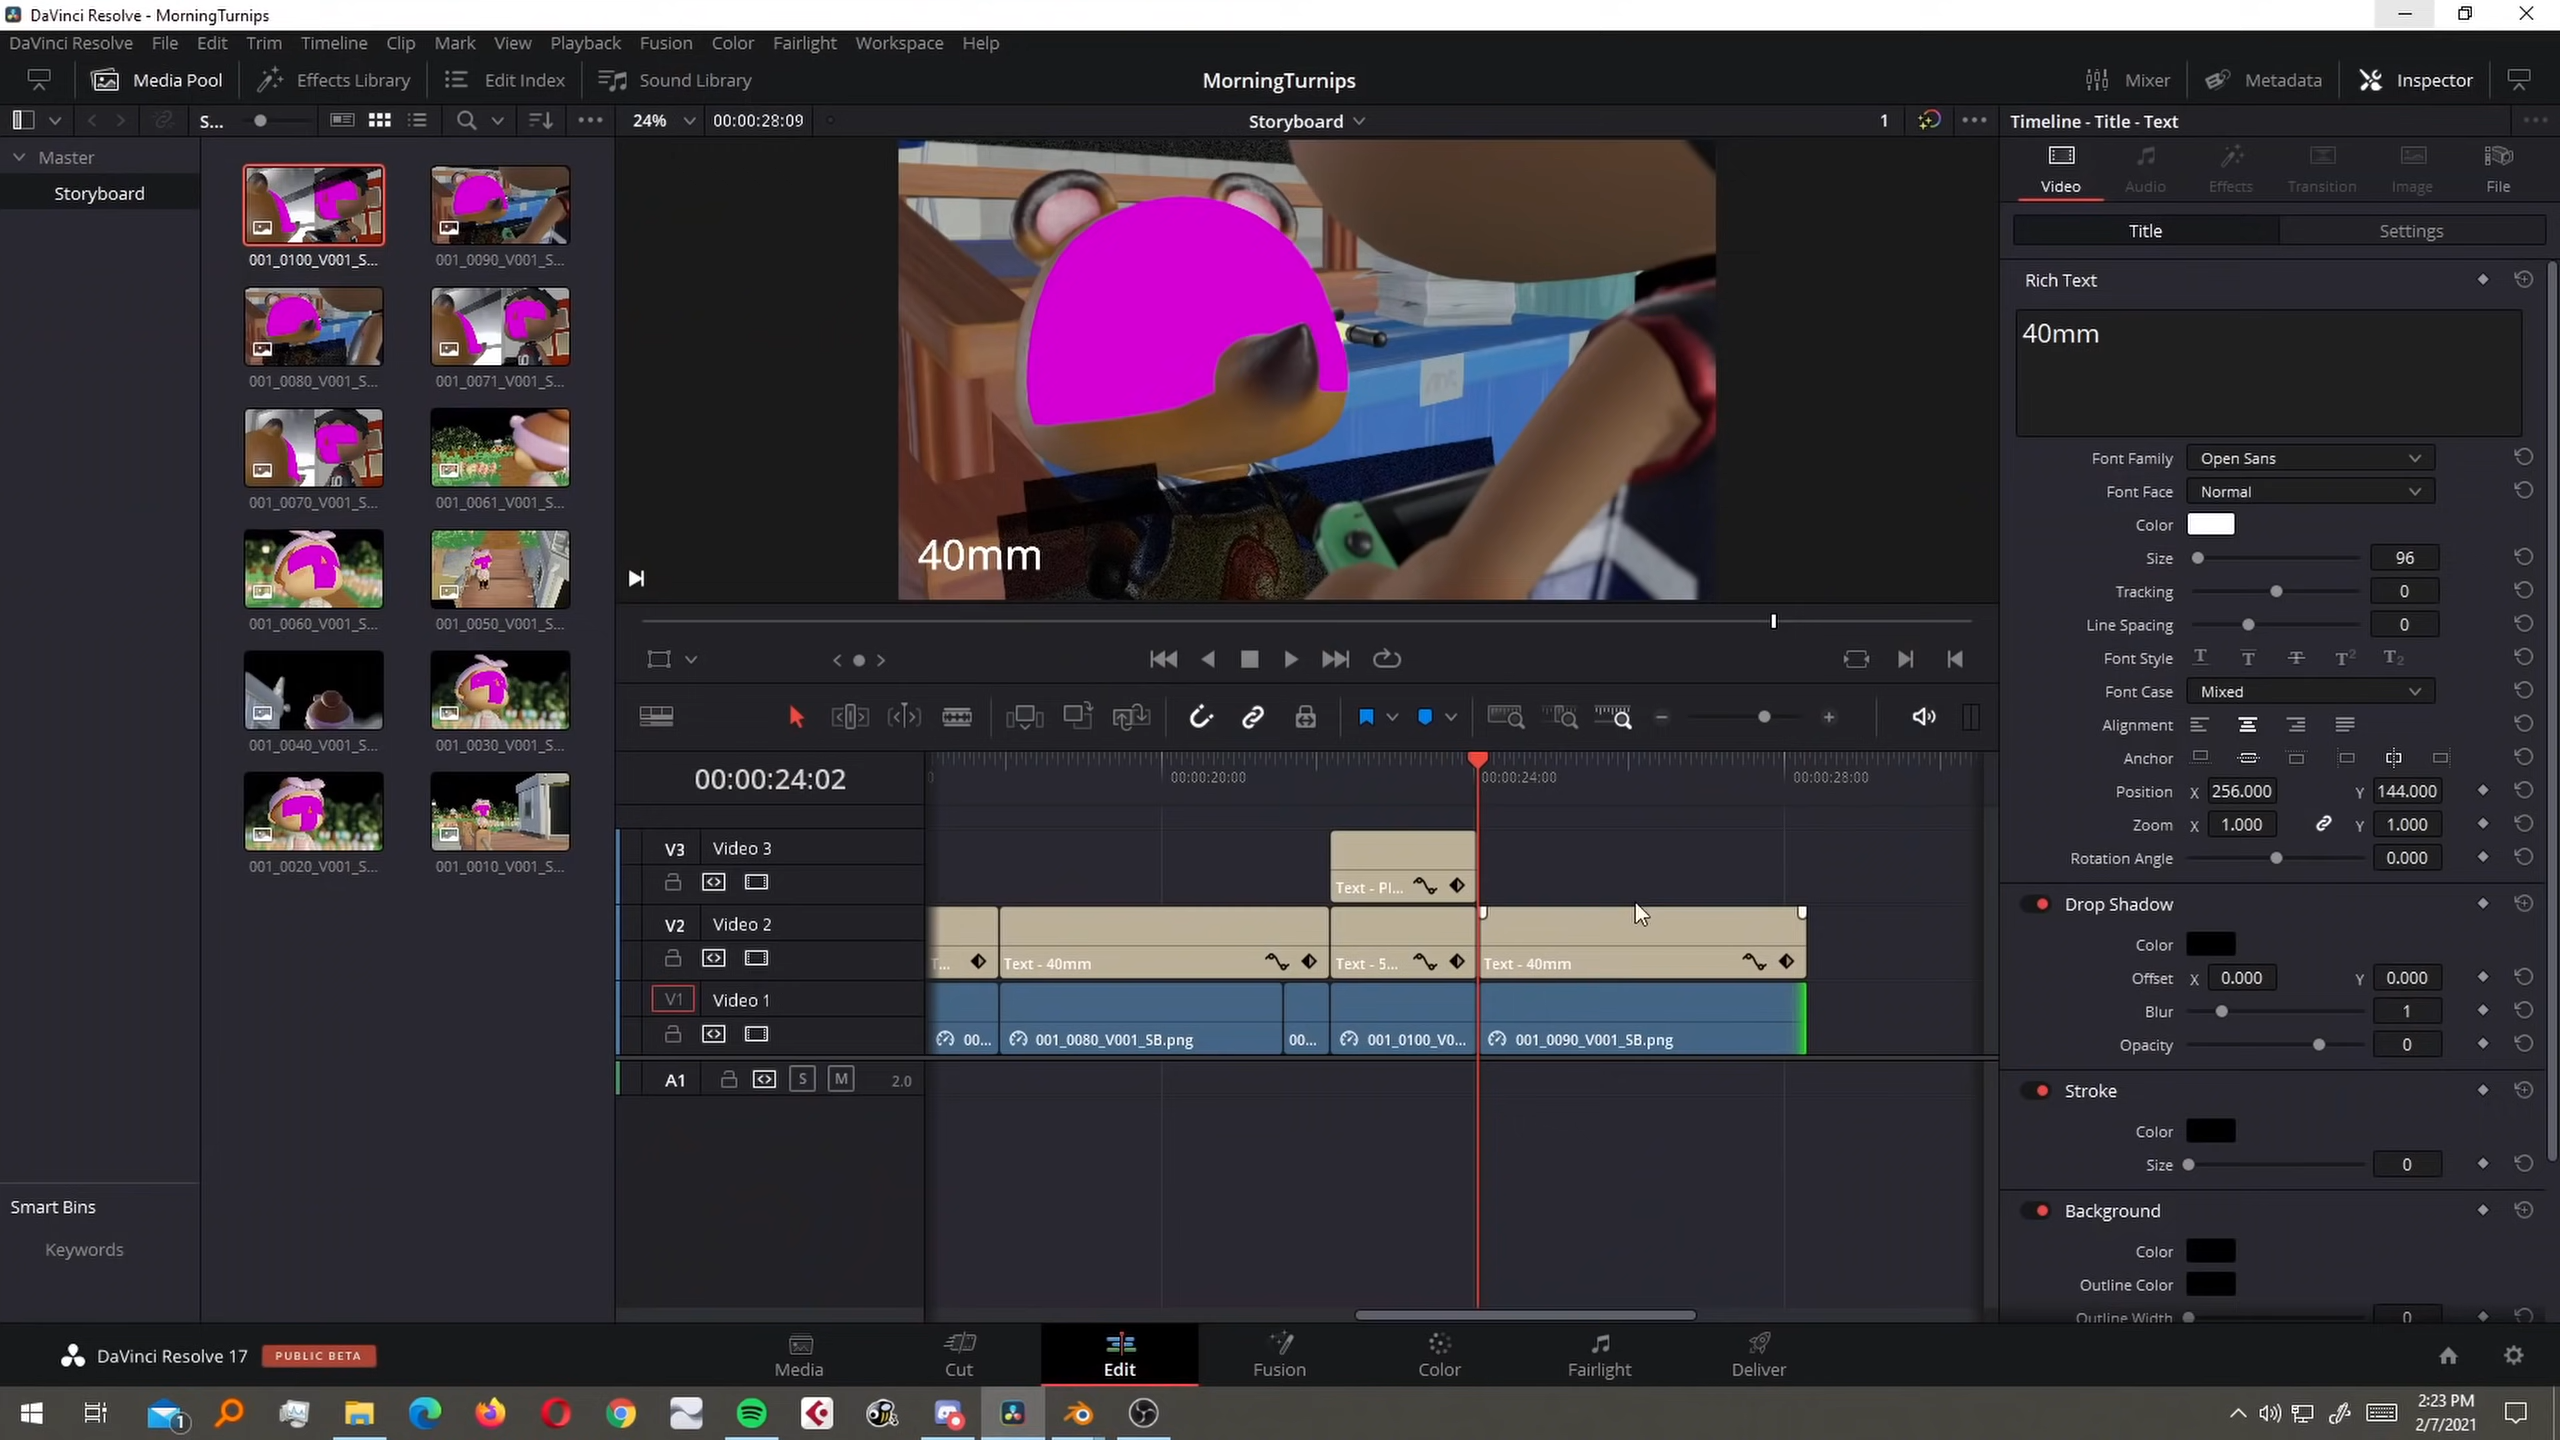 DaVinci Resolve - MorningTurnips
DaVinci Resolve File Edit Trim Timeline Clip Mark View Playback Fusion Color Fairlight Workspace Help
Media Pool Effects Library Edit Index Sound Library MorningTurnips Mixer Metadata Inspector
S... 24% 00:00:28:09 Storyboard 1 Timeline - Title - Text
Master
Storyboard
001_0100_V001_S... 001_0090_V001_S...
001_0080_V001_S... 001_0071_V001_S...
001_0070_V001_S... 001_0061_V001_S...
001_0060_V001_S... 001_0050_V001_S...
001_0040_V001_S... 001_0030_V001_S...
001_0020_V001_S... 001_0010_V001_S...
Smart Bins
Keywords
40mm
Video Audio Effects Transition Image File
Title Settings
Rich Text
40mm
Font Family Open Sans
Font Face Normal
Color
Size 96
Tracking 0
Line Spacing 0
Font Style T T T T2 T2
Font Case Mixed
Alignment
Anchor
Position X 256.000 Y 144.000
Zoom X 1.000 Y 1.000
Rotation Angle 0.000
Drop Shadow
Color
Offset X 0.000 Y 0.000
Blur 1
Opacity 0
Stroke
Color
Size 0
Background
Color
Outline Color
Outline Width 0
00:00:24:02 0 00:00:20:00 00:00:24:00 00:00:28:00
V3 Video 3
Text - Pl...
V2 Video 2
T... Text - 40mm Text - 5... Text - 40mm
V1 Video 1
00... 001_0080_V001_SB.png 00... 001_0100_V0... 001_0090_V001_SB.png
A1 S M 2.0
DaVinci Resolve 17 PUBLIC BETA
Media Cut Edit Fusion Color Fairlight Deliver
1
2:23 PM
2/7/2021